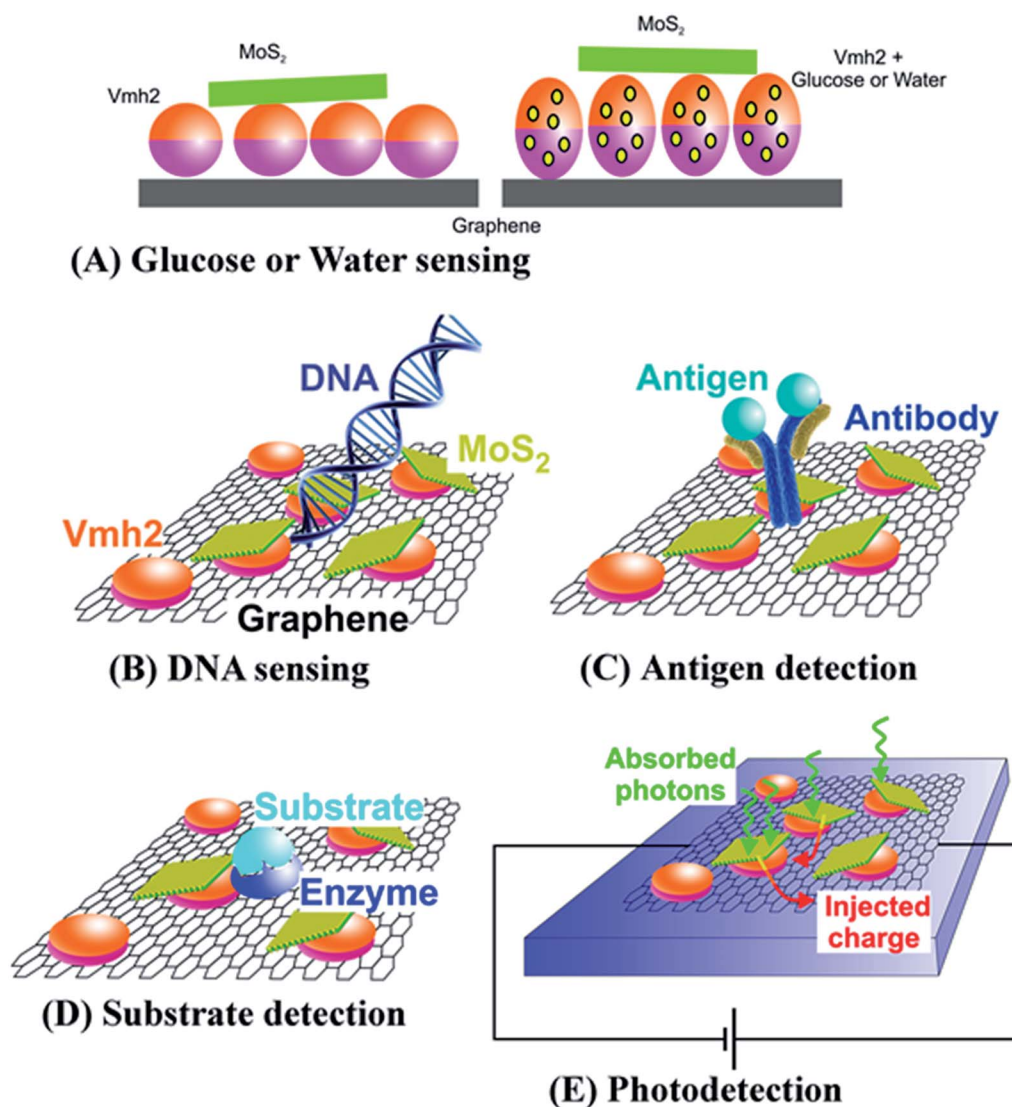 MoS₂
Vmh2
MoS₂
Vmh2 +
Glucose or Water
Graphene
(A) Glucose or Water sensing
DNA
MoS₂
Vmh2
Graphene
(B) DNA sensing
Antigen
Antibody
(C) Antigen detection
Substrate
Enzyme
(D) Substrate detection
Absorbed
photons
Injected
charge
(E) Photodetection